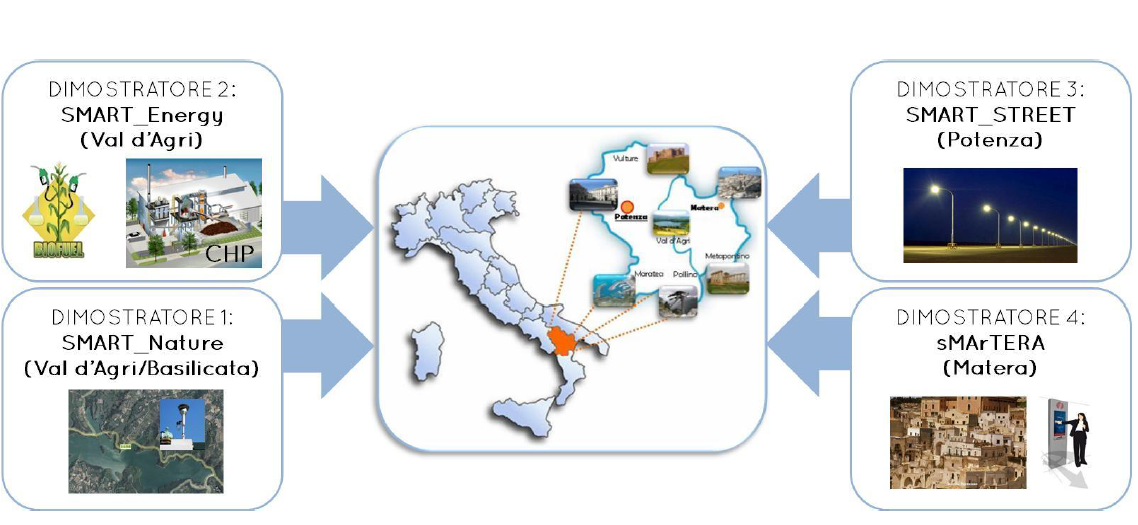 DIMOSTRATORE 2:
SMART_Energy
(Val d'Agri)
BIOFUEL
CHP
DIMOSTRATORE 1:
SMART_Nature
(Val d'Agri/Basilicata)
Vulture
Potenza
Matera
Val d'Agri
Metapontino
Maratea
Pollino
DIMOSTRATORE 3:
SMART_STREET
(Potenza)
DIMOSTRATORE 4:
sMArTERA
(Matera)